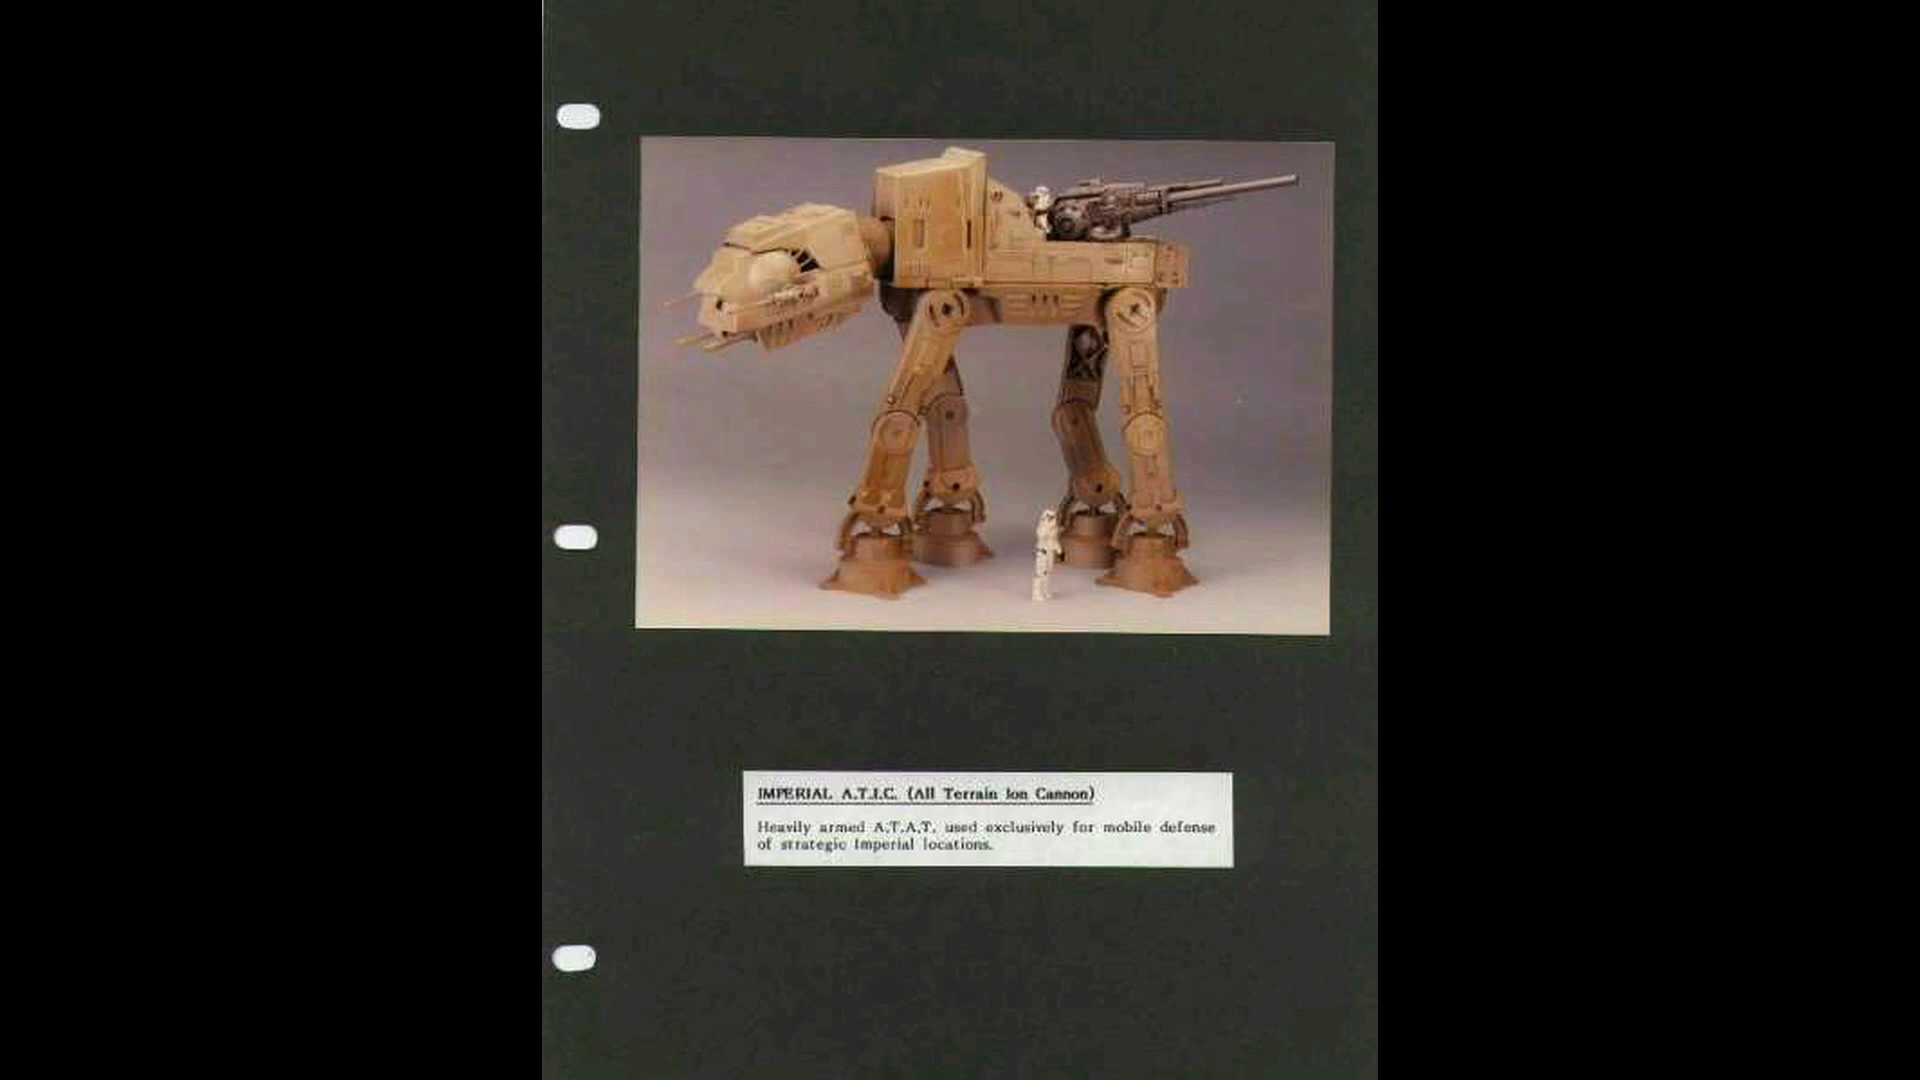 IMPERIAL A.T.I.C. (All Terrain Ion Cannon)
Heavily armed A.T.A.T. used exclusively for mobile defense
of strategic Imperial locations.